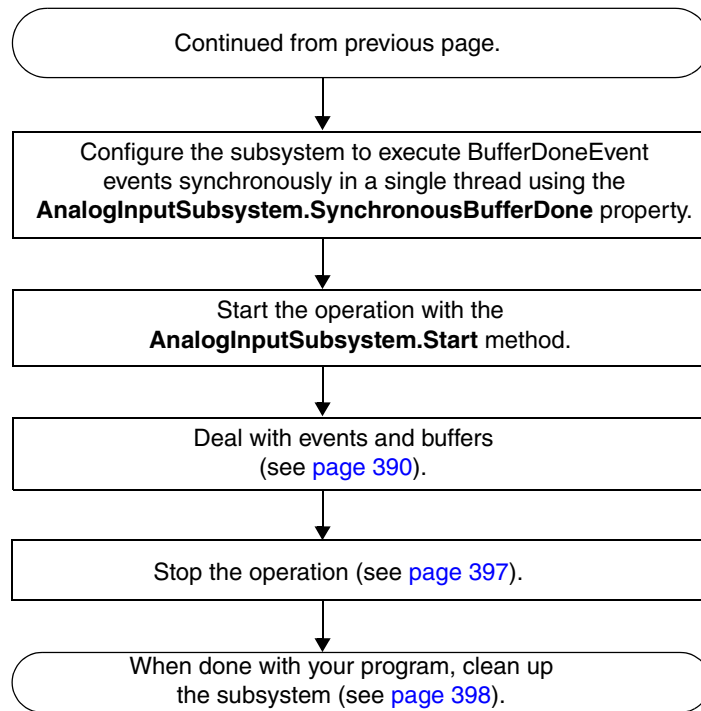 Continued from previous page.
Configure the subsystem to execute BufferDoneEvent
events synchronously in a single thread using the
AnalogInputSubsystem.SynchronousBufferDone property.
Start the operation with the
AnalogInputSubsystem.Start method.
Deal with events and buffers
(see page 390).
Stop the operation (see page 397).
When done with your program, clean up
the subsystem (see page 398).